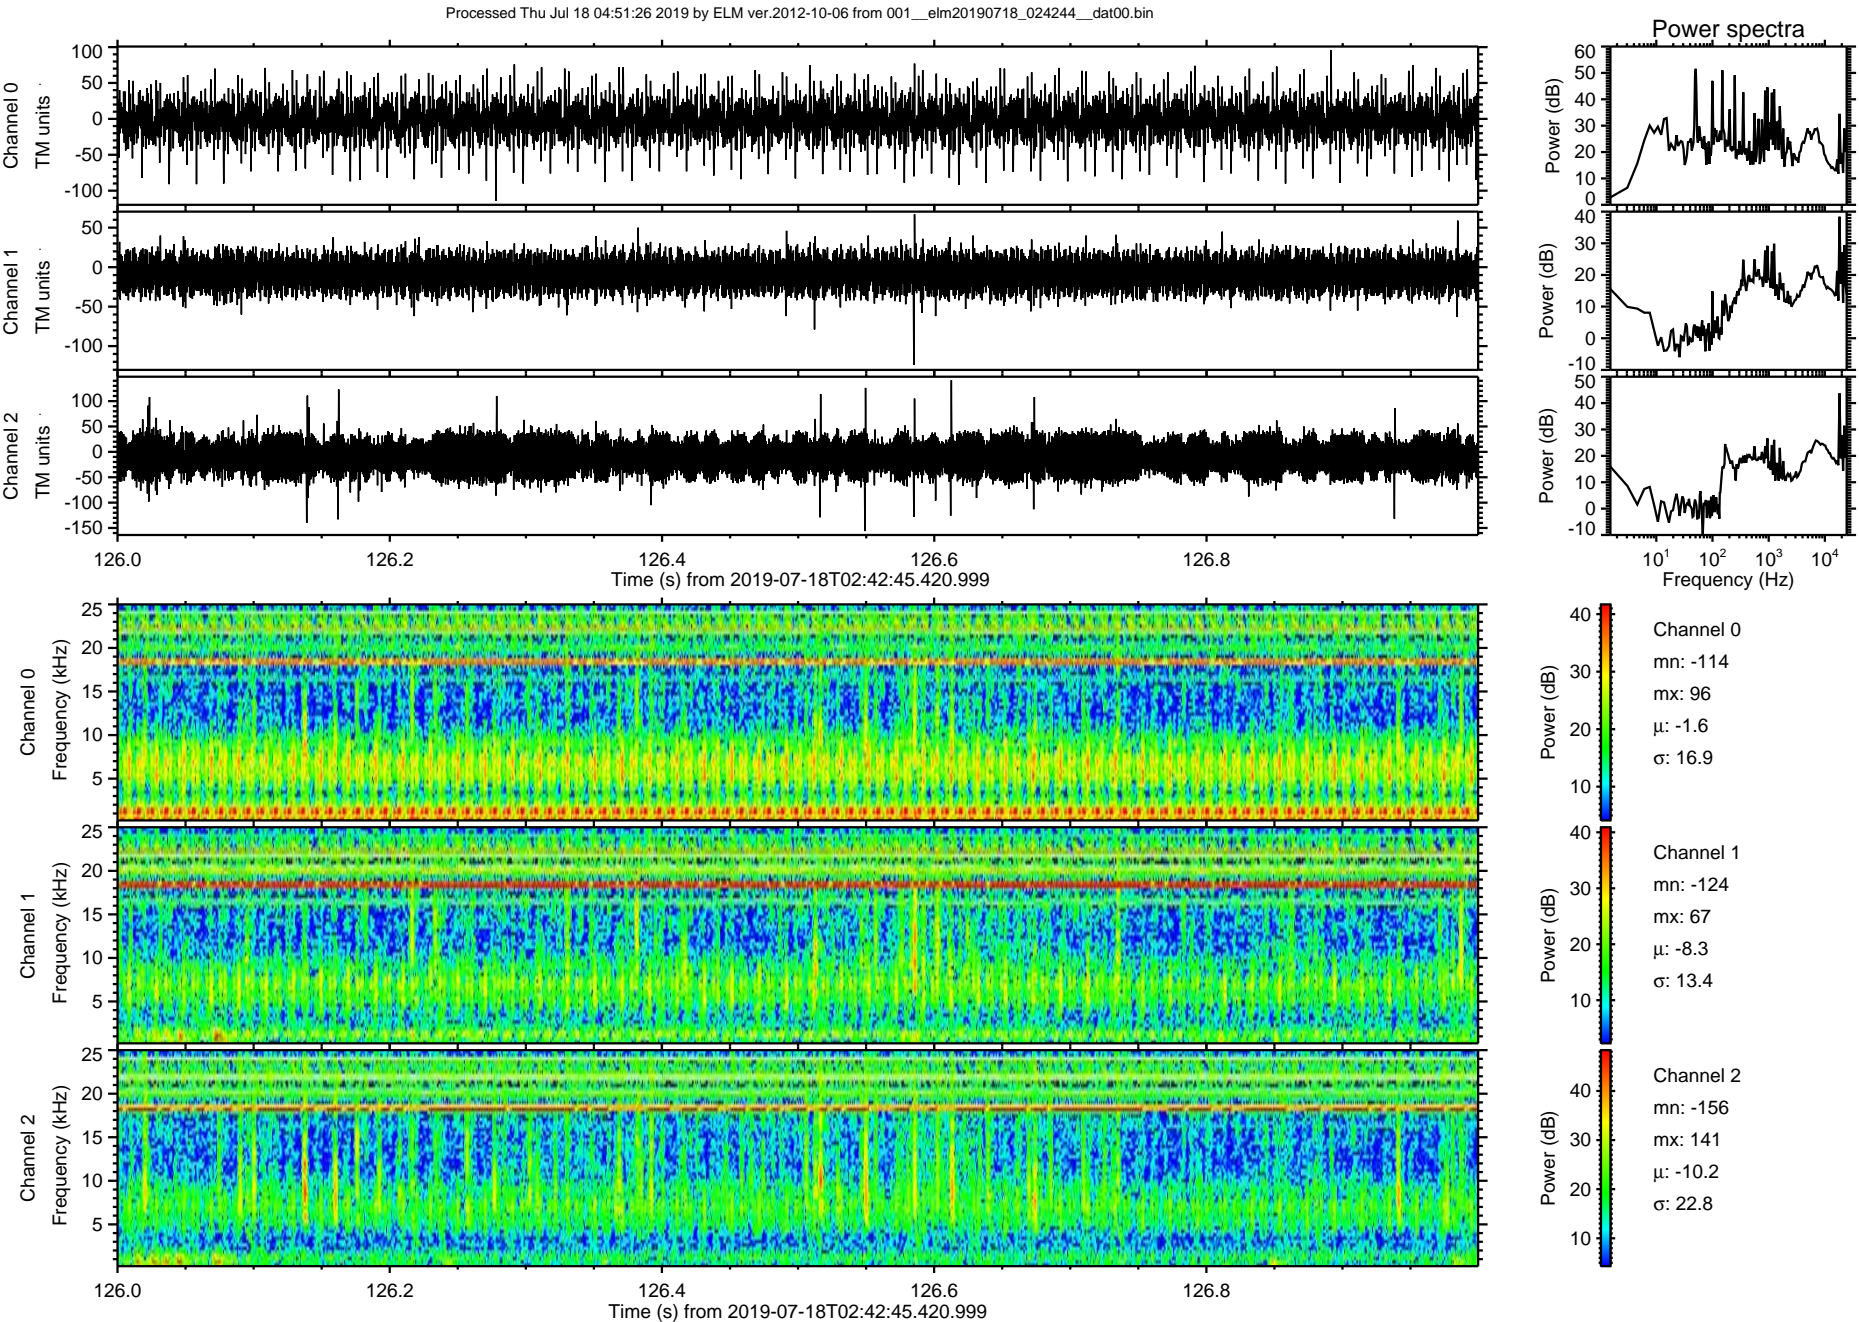 Processed Thu Jul 18 04:51:26 2019 by ELM ver.2012-10-06 from 001__elm20190718_024244__dat00.bin
Power spectra
Channel 0
TM units
100
50
0
-50
-100
Power (dB)
60
50
40
30
20
10
0
Channel 1
TM units
50
0
-50
-100
Power (dB)
40
30
20
10
0
-10
Channel 2
TM units
100
50
0
-50
-100
-150
Power (dB)
50
40
30
20
10
0
-10
126.0 126.2 126.4 126.6 126.8
Time (s) from 2019-07-18T02:42:45.420.999
10¹ 10² 10³ 10⁴
Frequency (Hz)
Channel 0
Frequency (kHz)
25
20
15
10
5
Power (dB)
40
30
20
10
Channel 0
mn: -114
mx: 96
μ: -1.6
σ: 16.9
Channel 1
Frequency (kHz)
25
20
15
10
5
Power (dB)
40
30
20
10
Channel 1
mn: -124
mx: 67
μ: -8.3
σ: 13.4
Channel 2
Frequency (kHz)
25
20
15
10
5
Power (dB)
40
30
20
10
Channel 2
mn: -156
mx: 141
μ: -10.2
σ: 22.8
126.0 126.2 126.4 126.6 126.8
Time (s) from 2019-07-18T02:42:45.420.999